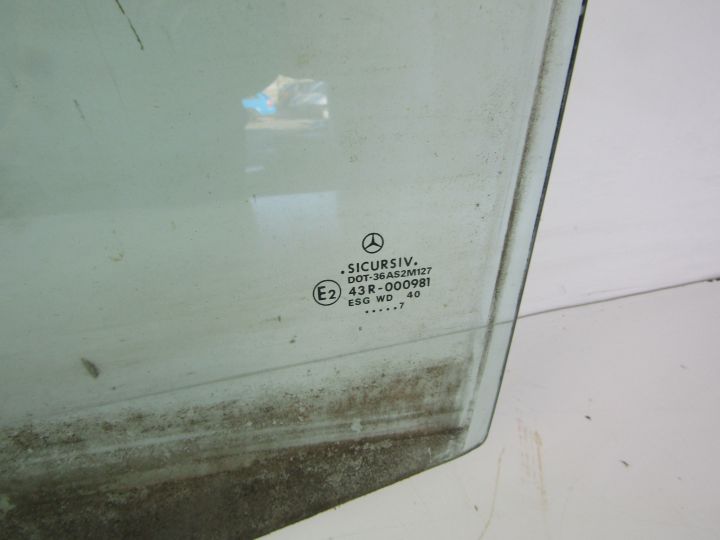 .SICURSIV.
DOT-36AS2M127
E2 43R-000981
ESG WD 40
.....7